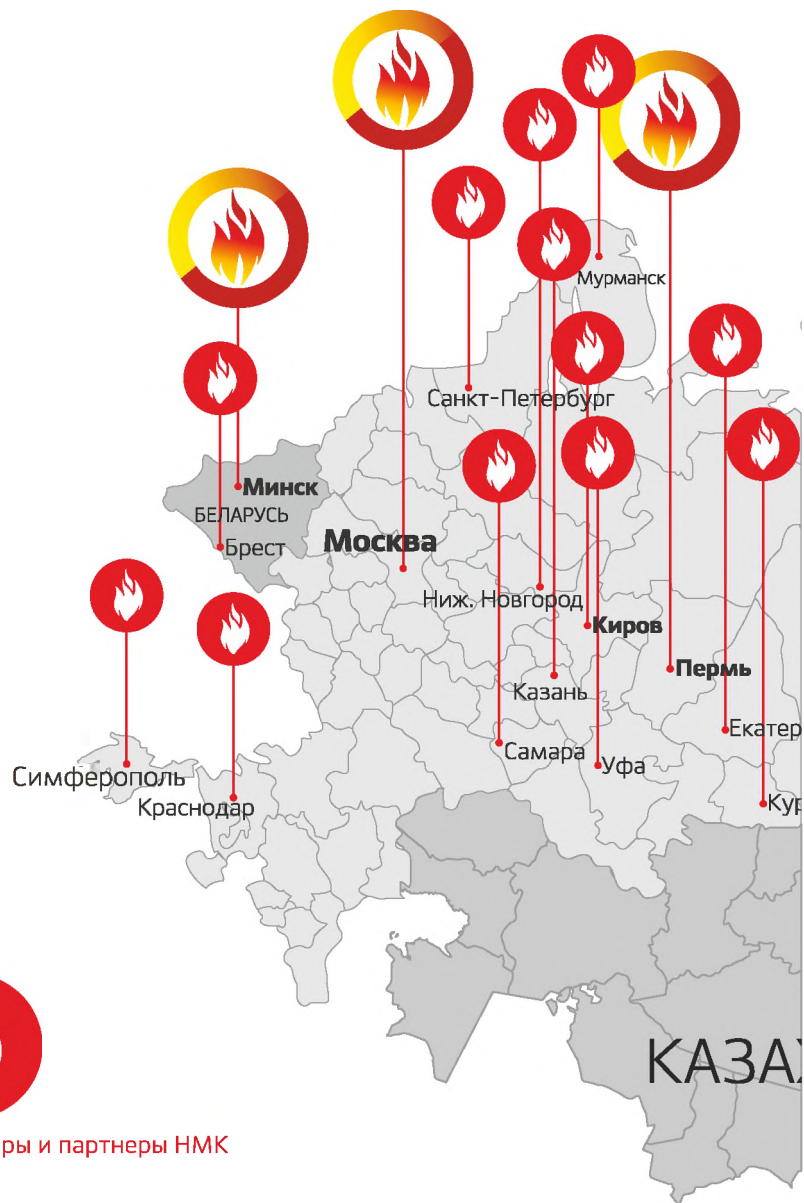 Мурманск
Санкт-Петербург
Минск
БЕЛАРУСЬ
Брест
Москва
Ниж. Новгород
Киров
Пермь
Казань
Екатер
Самара
Уфа
Симферополь
Краснодар
Кур
КАЗАХ
ры и партнеры НМК